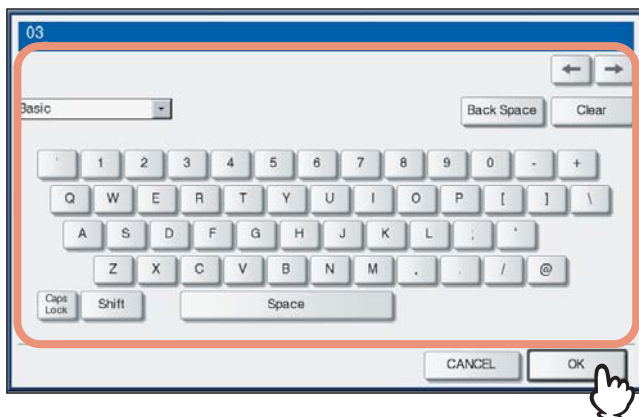 03
Basic
Back Space Clear
' 1 2 3 4 5 6 7 8 9 0 - +
Q W E R T Y U I O P [ ] \
A S D F G H J K L ; '
Z X C V B N M , . / @
Caps Lock Shift Space
CANCEL OK